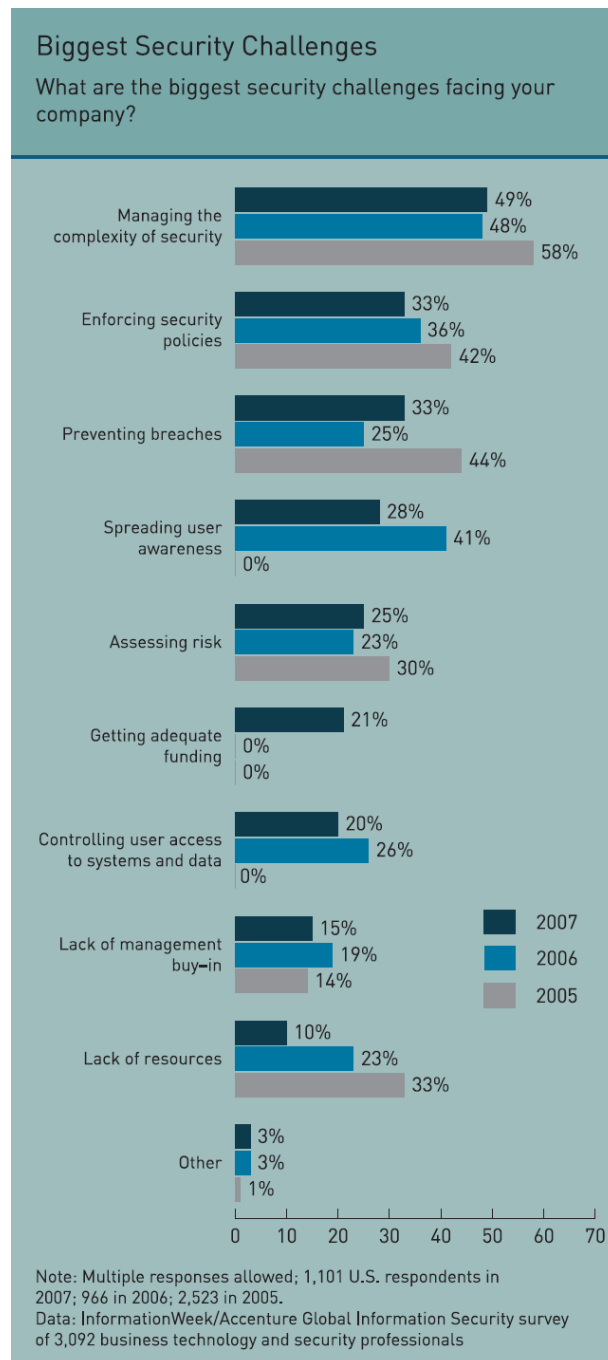 Biggest Security Challenges
What are the biggest security challenges facing your
company?
Managing the
complexity of security
49%
48%
58%
Enforcing security
policies
33%
36%
42%
Preventing breaches
33%
25%
44%
Spreading user
awareness
28%
41%
0%
Assessing risk
25%
23%
30%
Getting adequate
funding
21%
0%
0%
Controlling user access
to systems and data
20%
26%
0%
Lack of management
buy–in
15%
19%
14%
2007
2006
2005
Lack of resources
10%
23%
33%
Other
3%
3%
1%
0 10 20 30 40 50 60 70
Note: Multiple responses allowed; 1,101 U.S. respondents in
2007; 966 in 2006; 2,523 in 2005.
Data: InformationWeek/Accenture Global Information Security survey
of 3,092 business technology and security professionals